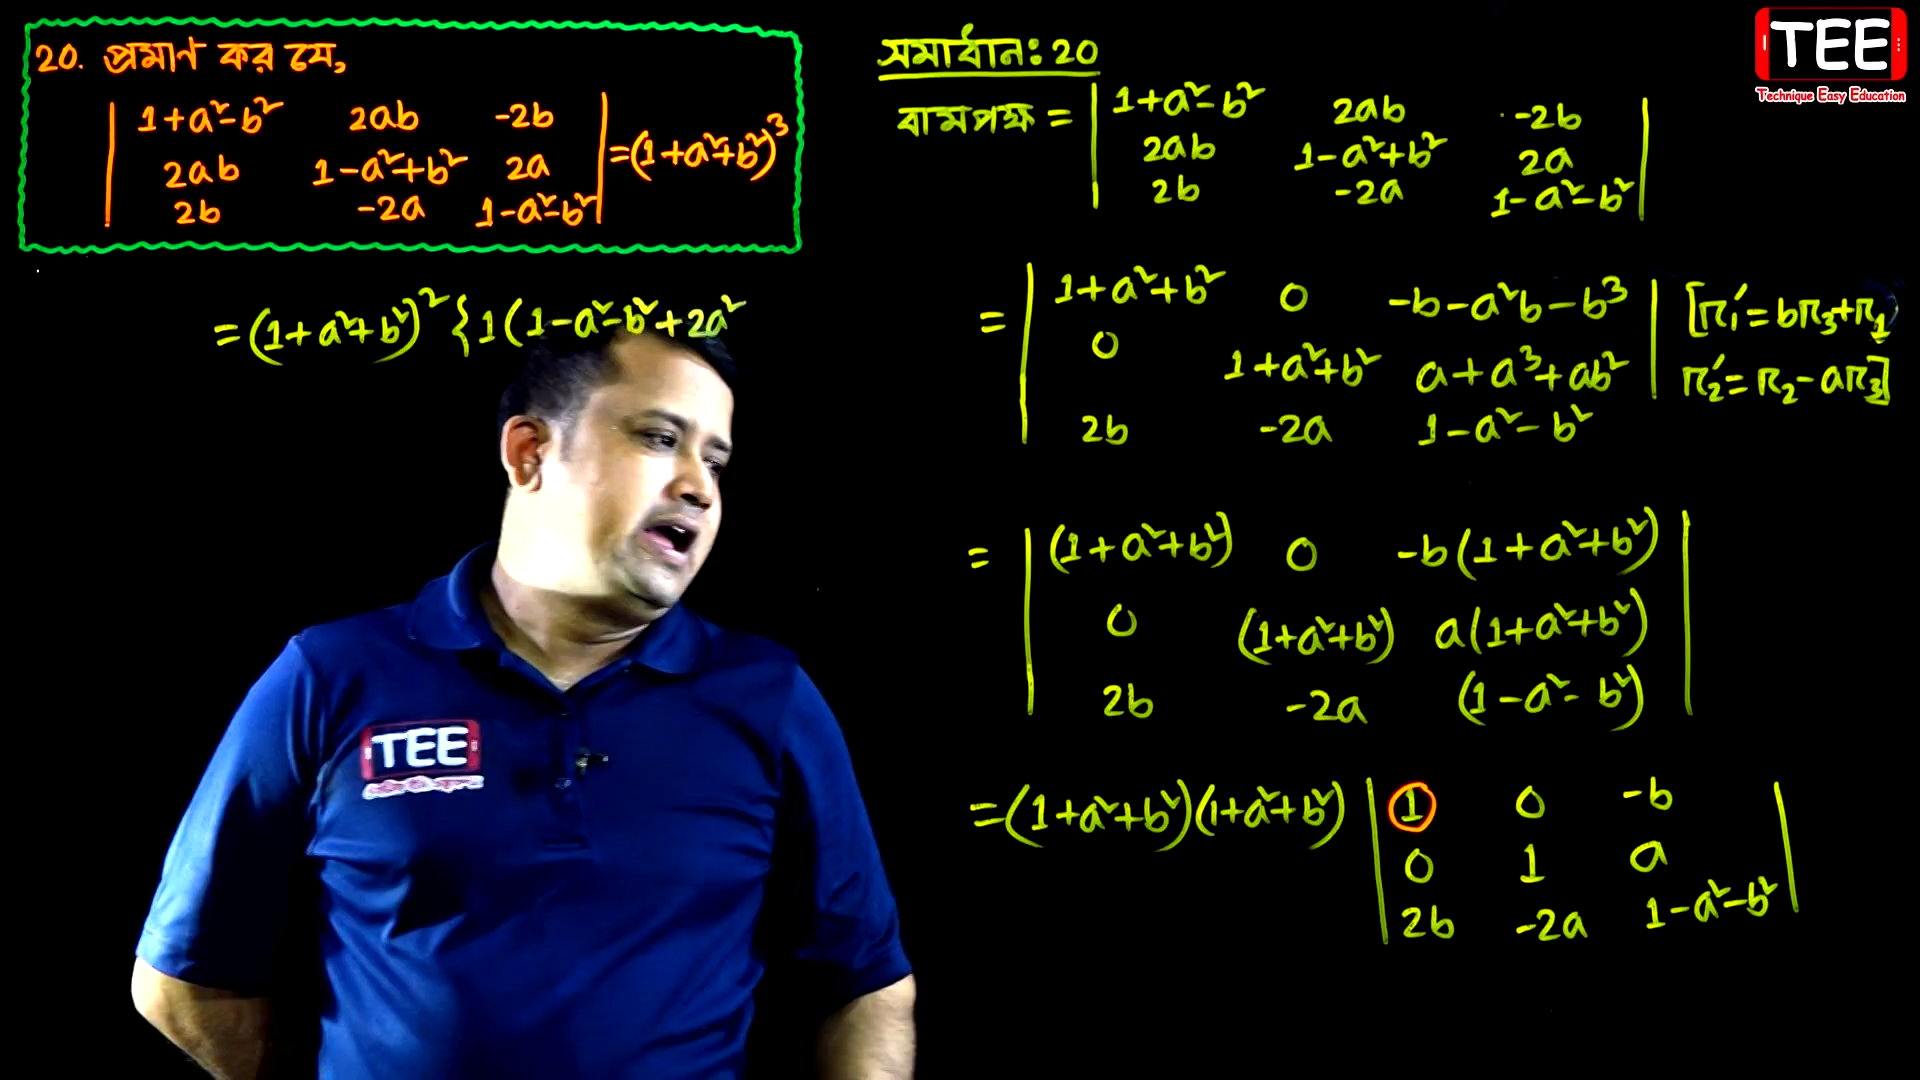 20. প্রমাণ কর যে,
| 1+a²-b² 2ab -2b |
| 2ab 1-a²+b² 2a | =(1+a²+b²)³
| 2b -2a 1-a²-b² |
=(1+a²+b²)² {1(1-a²-b²+2a²
সমাধান: 20
বামপক্ষ = | 1+a²-b² 2ab -2b |
| 2ab 1-a²+b² 2a |
| 2b -2a 1-a²-b² |
= | 1+a²+b² 0 -b-a²b-b³ | [r₁′=br₃+r₁
| 0 1+a²+b² a+a³+ab² | r₂′=r₂-ar₃]
| 2b -2a 1-a²-b² |
= | (1+a²+b²) 0 -b(1+a²+b²) |
| 0 (1+a²+b²) a(1+a²+b²) |
| 2b -2a (1-a²-b²) |
=(1+a²+b²)(1+a²+b²) | 1 0 -b |
| 0 1 a |
| 2b -2a 1-a²-b² |
TEE
Technique Easy Education
TEE